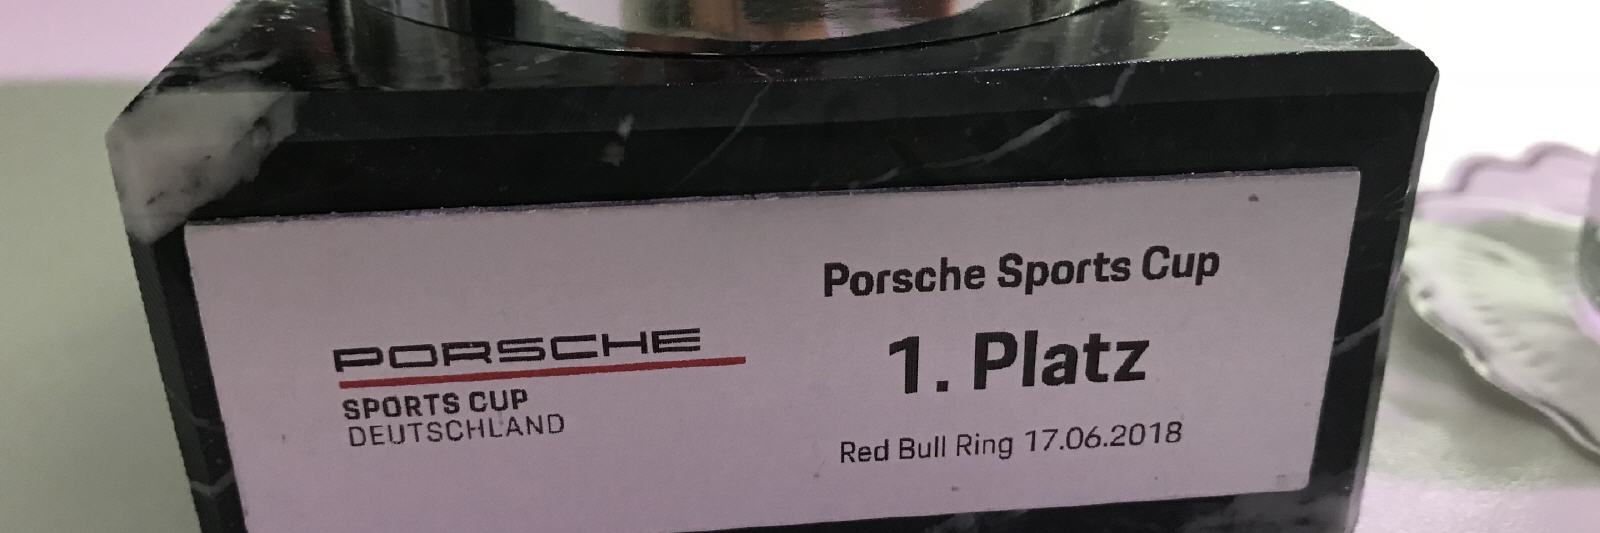 PORSCHE
SPORTS CUP
DEUTSCHLAND
Porsche Sports Cup
1. Platz
Red Bull Ring 17.06.2018